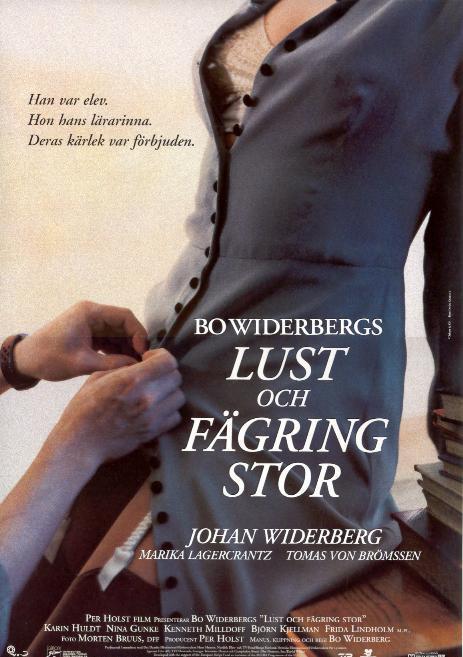 Han var elev.
Hon hans lärarinna.
Deras kärlek var förbjuden.
BO WIDERBERGS
LUST
OCH
FÄGRING
STOR
JOHAN WIDERBERG
MARIKA LAGERCRANTZ TOMAS VON BRÖMSSEN
PER HOLST FILM PRESENTERAR BO WIDERBERGS "LUST OCH FÄGRING STOR"
KARIN HULDT NINA GUNKE KENNETH MILLDOFF BJÖRN KJELLMAN FRIDA LINDHOLM M.FL.
FOTO MORTEN BRUUS, DFF PRODUCENT PER HOLST MANUS, KLIPPNING OCH REGI BO WIDERBERG